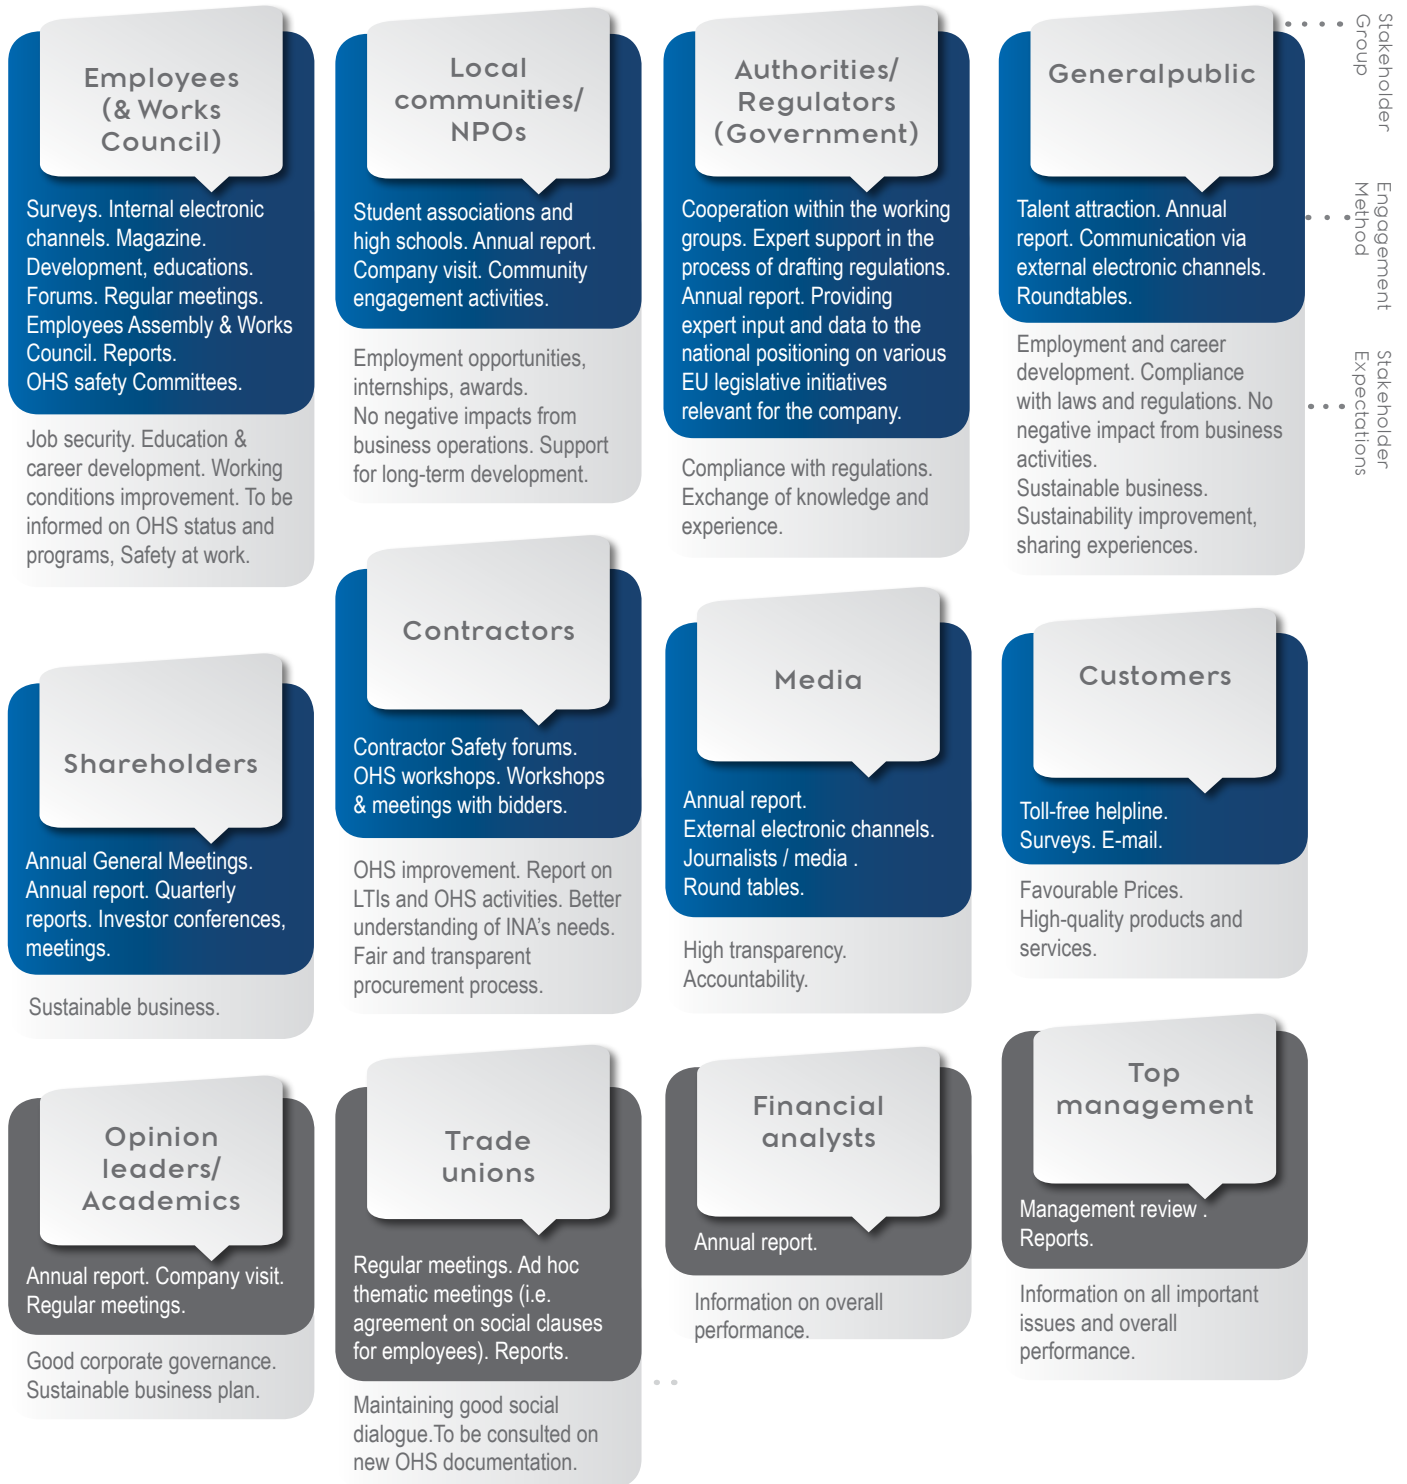 Employees
(& Works
Council)
Surveys. Internal electronic
channels. Magazine.
Development, educations.
Forums. Regular meetings.
Employees Assembly & Works
Council. Reports.
OHS safety Committees.
Job security. Education &
career development. Working
conditions improvement. To be
informed on OHS status and
programs, Safety at work.
Local
communities/
NPOs
Student associations and
high schools. Annual report.
Company visit. Community
engagement activities.
Employment opportunities,
internships, awards.
No negative impacts from
business operations. Support
for long-term development.
Authorities/
Regulators
(Government)
Cooperation within the working
groups. Expert support in the
process of drafting regulations.
Annual report. Providing
expert input and data to the
national positioning on various
EU legislative initiatives
relevant for the company.
Compliance with regulations.
Exchange of knowledge and
experience.
Generalpublic
Talent attraction. Annual
report. Communication via
external electronic channels.
Roundtables.
Employment and career
development. Compliance
with laws and regulations. No
negative impact from business
activities.
Sustainable business.
Sustainability improvement,
sharing experiences.
Stakeholder
Group
Engagement
Method
Stakeholder
Expectations
Shareholders
Annual General Meetings.
Annual report. Quarterly
reports. Investor conferences,
meetings.
Sustainable business.
Contractors
Contractor Safety forums.
OHS workshops. Workshops
& meetings with bidders.
OHS improvement. Report on
LTIs and OHS activities. Better
understanding of INA's needs.
Fair and transparent
procurement process.
Media
Annual report.
External electronic channels.
Journalists / media .
Round tables.
High transparency.
Accountability.
Customers
Toll-free helpline.
Surveys. E-mail.
Favourable Prices.
High-quality products and
services.
Opinion
leaders/
Academics
Annual report. Company visit.
Regular meetings.
Good corporate governance.
Sustainable business plan.
Trade
unions
Regular meetings. Ad hoc
thematic meetings (i.e.
agreement on social clauses
for employees). Reports.
Maintaining good social
dialogue.To be consulted on
new OHS documentation.
Financial
analysts
Annual report.
Information on overall
performance.
Top
management
Management review .
Reports.
Information on all important
issues and overall
performance.